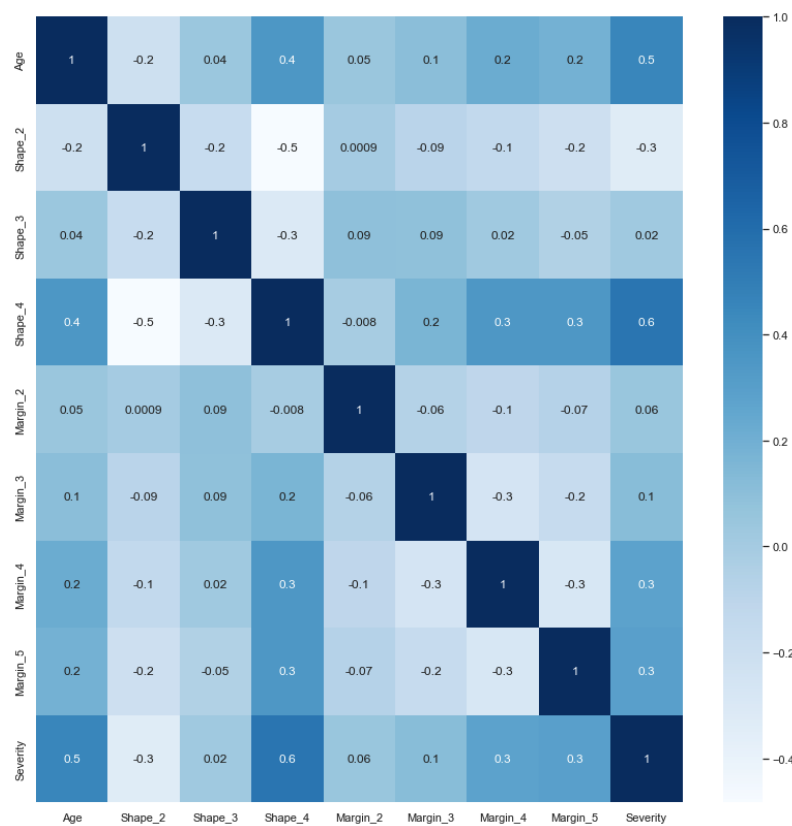 Age 1 -0.2 0.04 0.4 0.05 0.1 0.2 0.2 0.5
Shape_2 -0.2 1 -0.2 -0.5 0.0009 -0.09 -0.1 -0.2 -0.3
Shape_3 0.04 -0.2 1 -0.3 0.09 0.09 0.02 -0.05 0.02
Shape_4 0.4 -0.5 -0.3 1 -0.008 0.2 0.3 0.3 0.6
Margin_2 0.05 0.0009 0.09 -0.008 1 -0.06 -0.1 -0.07 0.06
Margin_3 0.1 -0.09 0.09 0.2 -0.06 1 -0.3 -0.2 0.1
Margin_4 0.2 -0.1 0.02 0.3 -0.1 -0.3 1 -0.3 0.3
Margin_5 0.2 -0.2 -0.05 0.3 -0.07 -0.2 -0.3 1 0.3
Severity 0.5 -0.3 0.02 0.6 0.06 0.1 0.3 0.3 1
Age Shape_2 Shape_3 Shape_4 Margin_2 Margin_3 Margin_4 Margin_5 Severity
1.0
0.8
0.6
0.4
0.2
0.0
-0.2
-0.4